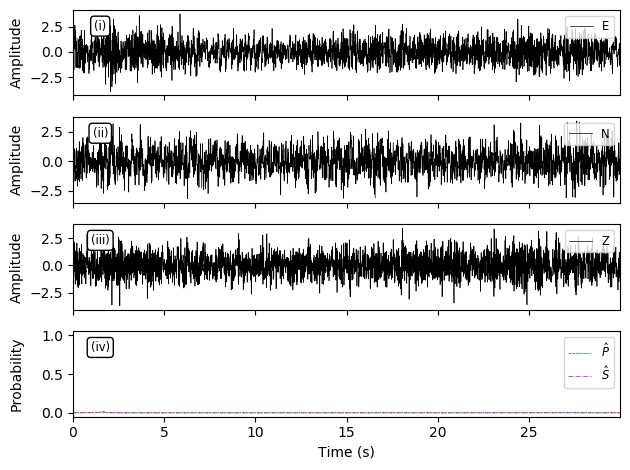 (i)
E
Amplitude
2.5
0.0
−2.5
(ii)
N
Amplitude
2.5
0.0
−2.5
(iii)
Z
Amplitude
2.5
0.0
−2.5
(iv)
P̂
Ŝ
Probability
1.0
0.5
0.0
0 5 10 15 20 25
Time (s)